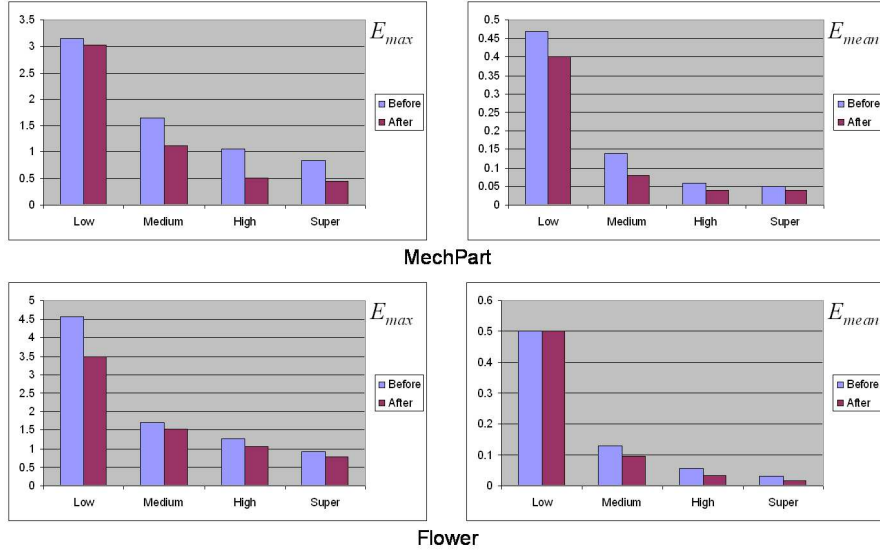 3.5
3
2.5
2
1.5
1
0.5
0
Low Medium High Super
E_max
Before
After
0.5
0.45
0.4
0.35
0.3
0.25
0.2
0.15
0.1
0.05
0
Low Medium High Super
E_mean
Before
After
MechPart
5
4.5
4
3.5
3
2.5
2
1.5
1
0.5
0
Low Medium High Super
E_max
Before
After
0.6
0.5
0.4
0.3
0.2
0.1
0
Low Medium High Super
E_mean
Before
After
Flower